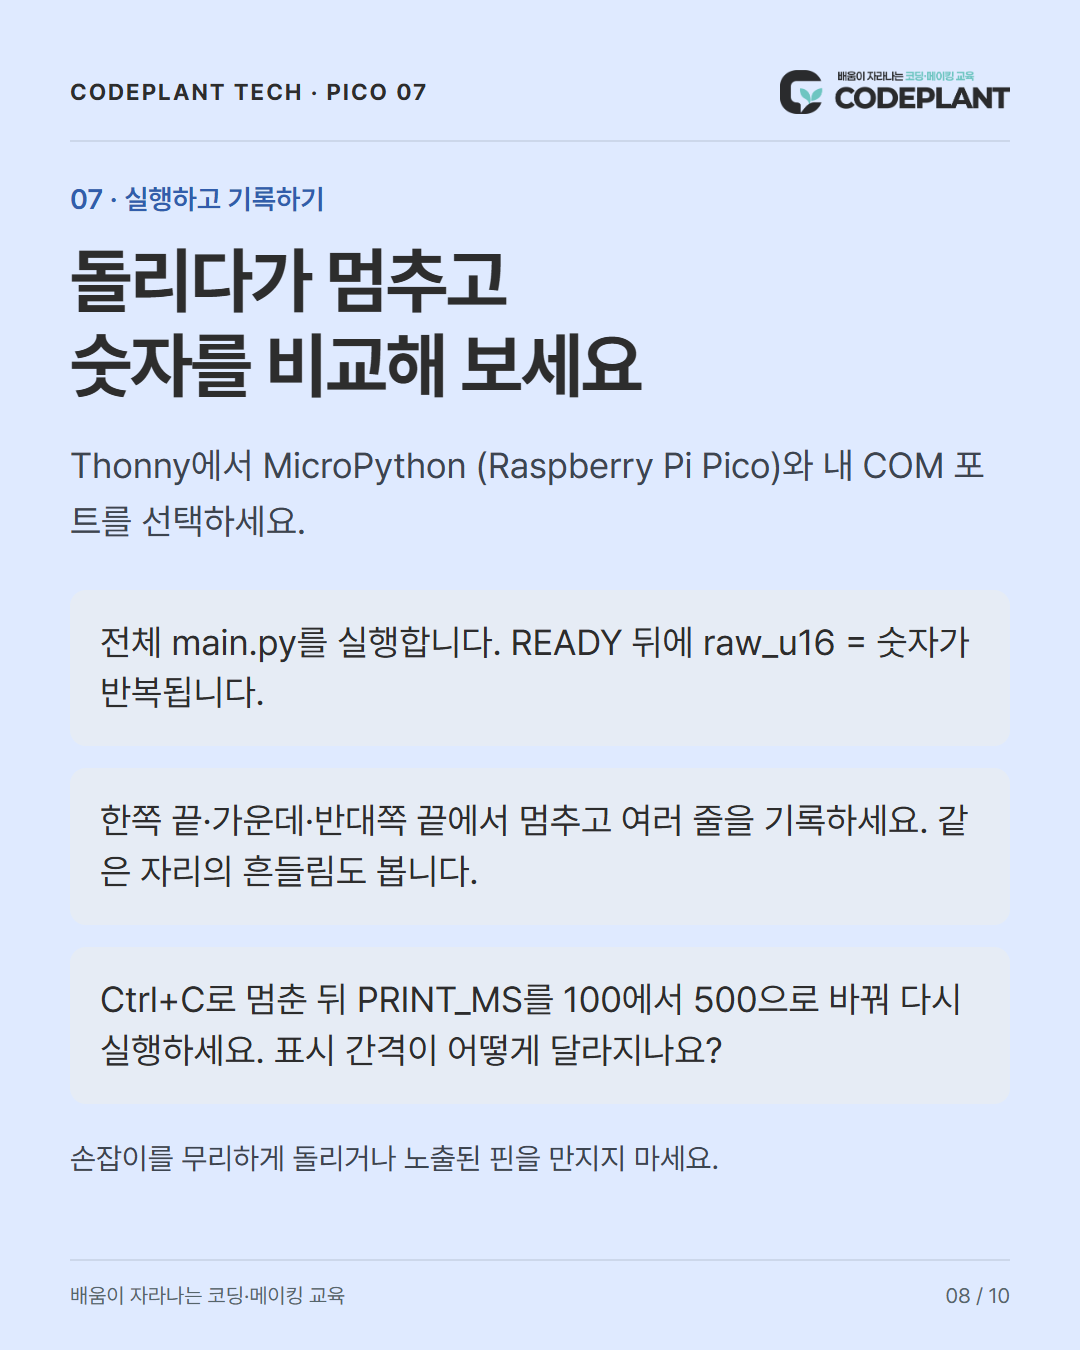 CODEPLANT TECH · PICO 07
배움이 자라나는 코딩·메이킹 교육
CODEPLANT
07 · 실행하고 기록하기
돌리다가 멈추고
숫자를 비교해 보세요
Thonny에서 MicroPython (Raspberry Pi Pico)와 내 COM 포
트를 선택하세요.
전체 main.py를 실행합니다. READY 뒤에 raw_u16 = 숫자가
반복됩니다.
한쪽 끝·가운데·반대쪽 끝에서 멈추고 여러 줄을 기록하세요. 같
은 자리의 흔들림도 봅니다.
Ctrl+C로 멈춘 뒤 PRINT_MS를 100에서 500으로 바꿔 다시
실행하세요. 표시 간격이 어떻게 달라지나요?
손잡이를 무리하게 돌리거나 노출된 핀을 만지지 마세요.
배움이 자라나는 코딩·메이킹 교육
08 / 10